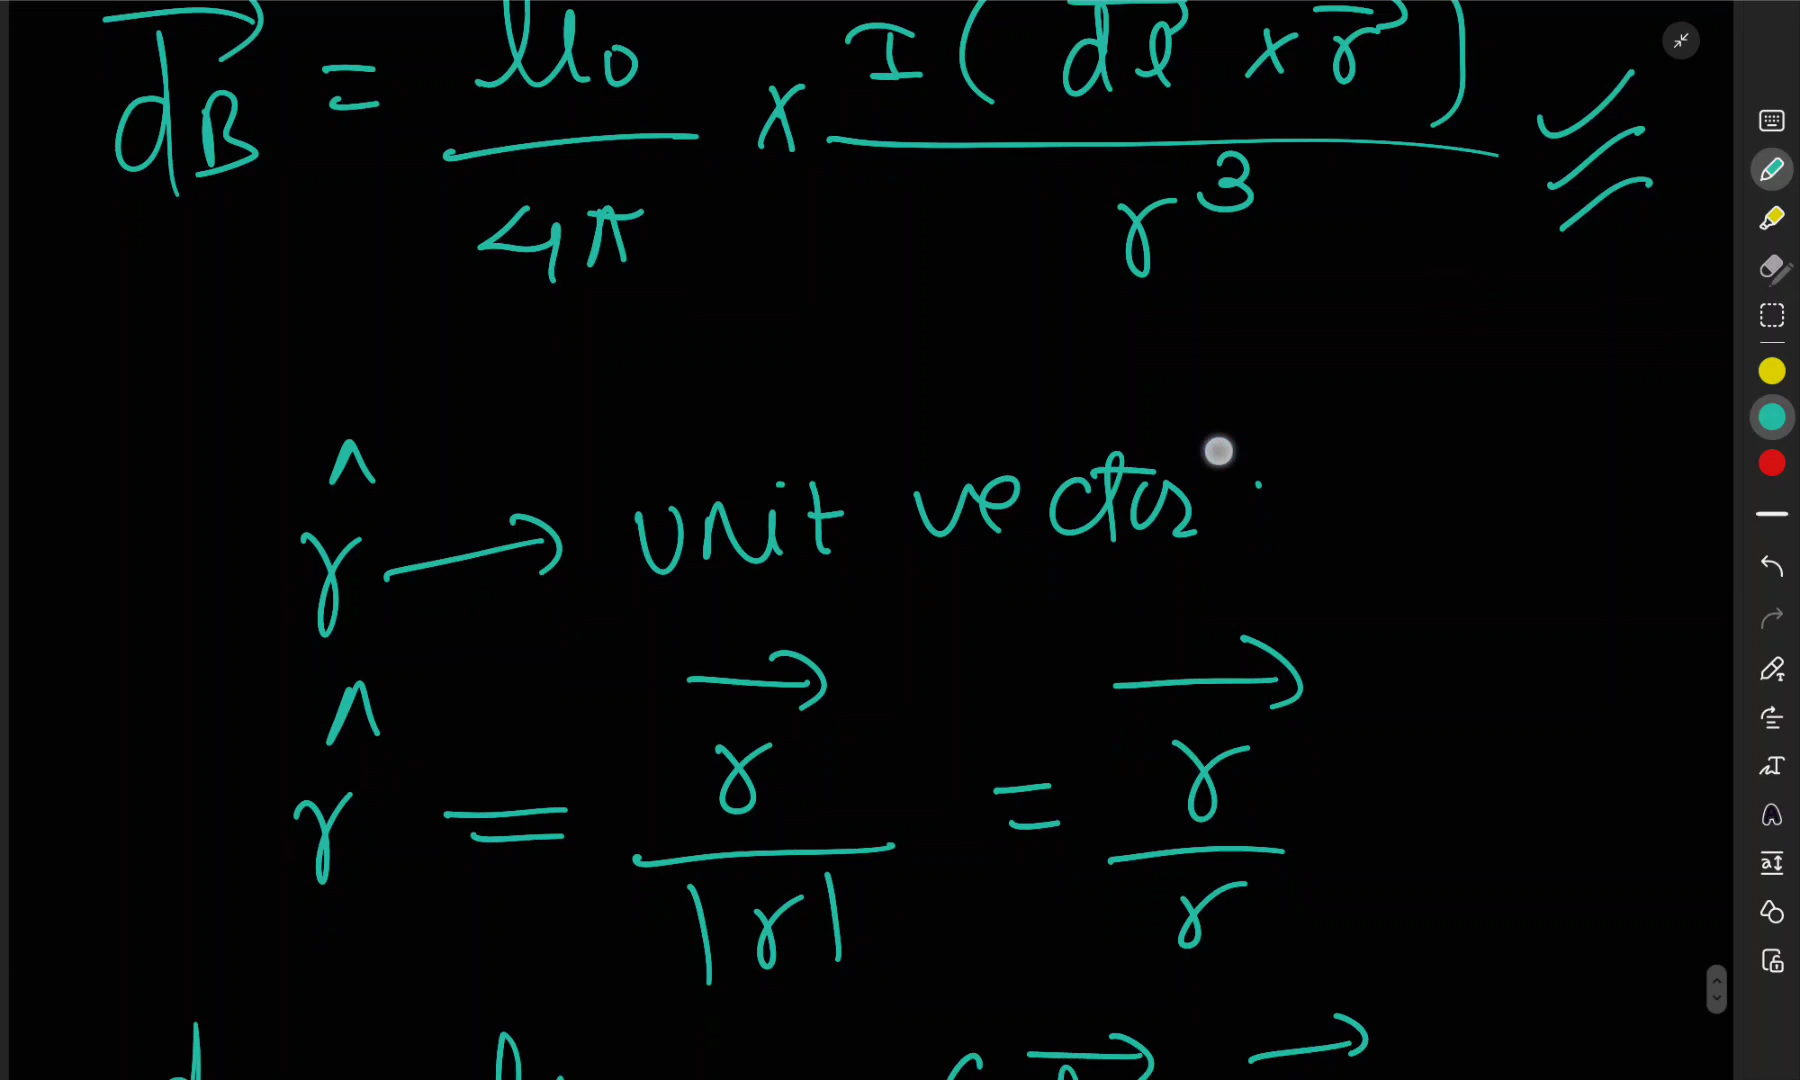 dB⃗ = μ₀/4π × I(dl⃗ × r⃗)/r³
r̂ → unit vector.
r̂ = r⃗/|r| = r⃗/r